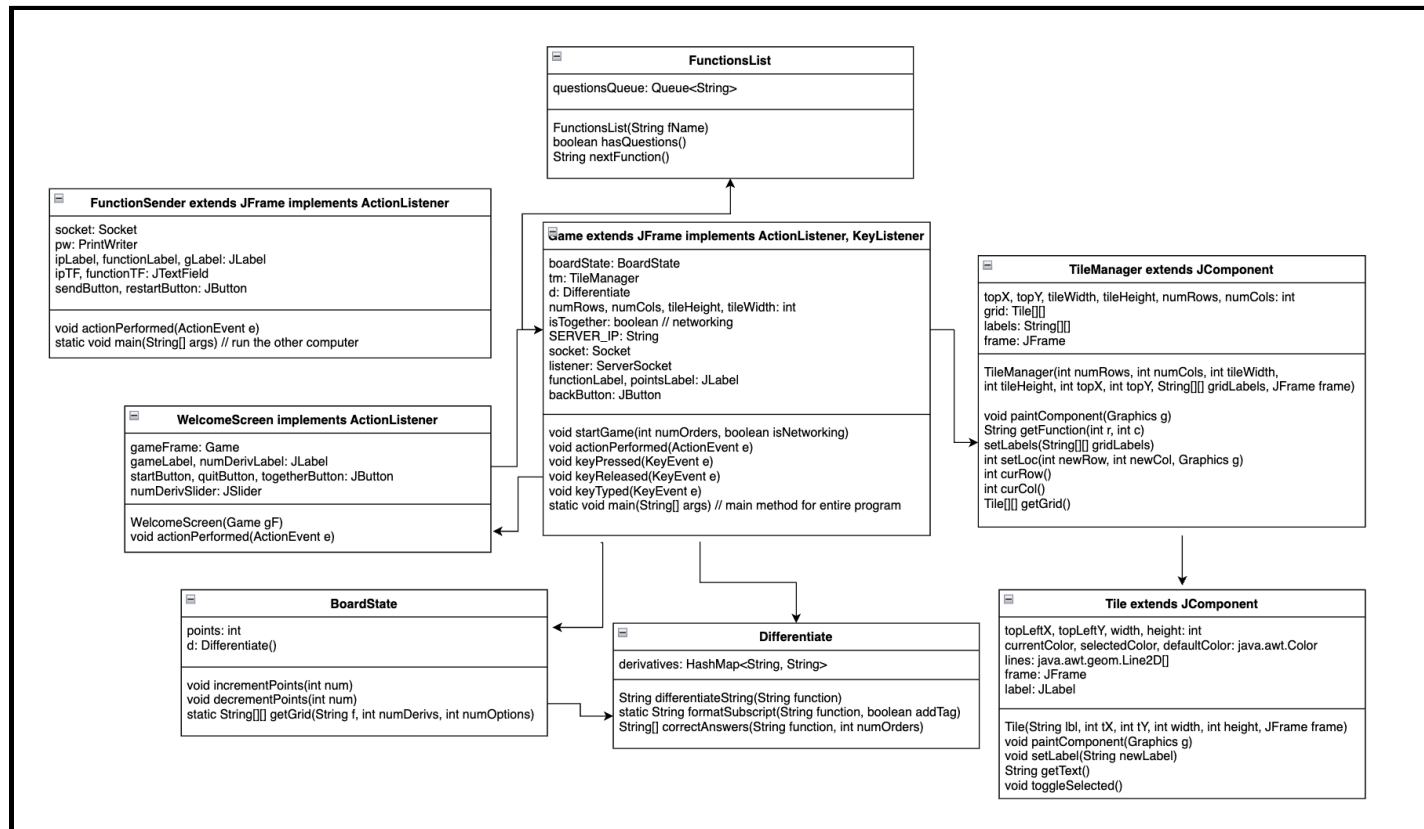 FunctionsList
questionsQueue: Queue<String>
FunctionsList(String fName)
boolean hasQuestions()
String nextFunction()
FunctionSender extends JFrame implements ActionListener
socket: Socket
pw: PrintWriter
ipLabel, functionLabel, gLabel: JLabel
ipTF, functionTF: JTextField
sendButton, restartButton: JButton
void actionPerformed(ActionEvent e)
static void main(String[] args) // run the other computer
Game extends JFrame implements ActionListener, KeyListener
boardState: BoardState
tm: TileManager
d: Differentiate
numRows, numCols, tileHeight, tileWidth: int
isTogether: boolean // networking
SERVER_IP: String
socket: Socket
listener: ServerSocket
functionLabel, pointsLabel: JLabel
backButton: JButton
void startGame(int numOrders, boolean isNetworking)
void actionPerformed(ActionEvent e)
void keyPressed(KeyEvent e)
void keyReleased(KeyEvent e)
void keyTyped(KeyEvent e)
static void main(String[] args) // main method for entire program
TileManager extends JComponent
topX, topY, tileWidth, tileHeight, numRows, numCols: int
grid: Tile[][]
labels: String[][]
frame: JFrame
TileManager(int numRows, int numCols, int tileWidth,
int tileHeight, int topX, int topY, String[][] gridLabels, JFrame frame)
void paintComponent(Graphics g)
String getFunction(int r, int c)
setLabels(String[][] gridLabels)
int setLoc(int newRow, int newCol, Graphics g)
int curRow()
int curCol()
Tile[][] getGrid()
WelcomeScreen implements ActionListener
gameFrame: Game
gameLabel, numDerivLabel: JLabel
startButton, quitButton, togetherButton: JButton
numDerivSlider: JSlider
WelcomeScreen(Game gF)
void actionPerformed(ActionEvent e)
BoardState
points: int
d: Differentiate()
void incrementPoints(int num)
void decrementPoints(int num)
static String[][] getGrid(String f, int numDerivs, int numOptions)
Differentiate
derivatives: HashMap<String, String>
String differentiateString(String function)
static String formatSubscript(String function, boolean addTag)
String[] correctAnswers(String function, int numOrders)
Tile extends JComponent
topLeftX, topLeftY, width, height: int
currentColor, selectedColor, defaultColor: java.awt.Color
lines: java.awt.geom.Line2D[]
frame: JFrame
label: JLabel
Tile(String lbl, int tX, int tY, int width, int height, JFrame frame)
void paintComponent(Graphics g)
void setLabel(String newLabel)
String getText()
void toggleSelected()